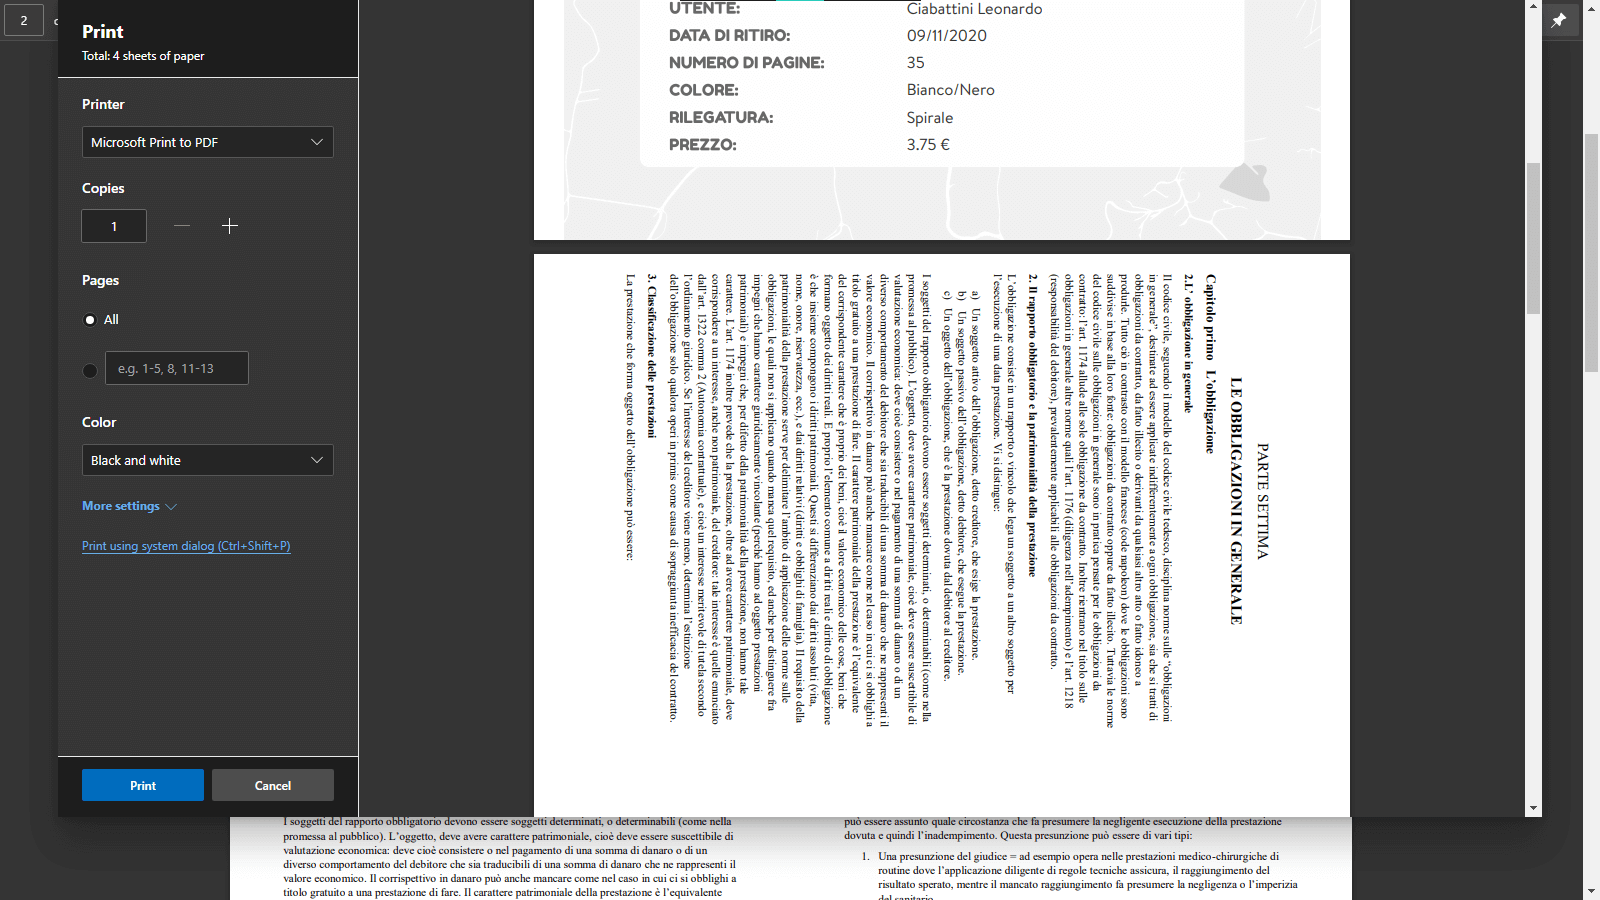 2
Print
Total: 4 sheets of paper
Printer
Microsoft Print to PDF
Copies
1
Pages
All
e.g. 1-5, 8, 11-13
Color
Black and white
More settings
Print using system dialog (Ctrl+Shift+P)
Print
Cancel
UTENTE: Ciabattini Leonardo
DATA DI RITIRO: 09/11/2020
NUMERO DI PAGINE: 35
COLORE: Bianco/Nero
RILEGATURA: Spirale
PREZZO: 3.75 €
PARTE SETTIMA
LE OBBLIGAZIONI IN GENERALE
Capitolo primo L'obbligazione
2.L' obbligazione in generale
Il codice civile, seguendo il modello del codice civile tedesco, disciplina norme sulle "obbligazioni
in generale", destinate ad essere applicate indifferentemente a ogni obbligazione, sia che si tratti di
obbligazioni da contratto, da fatto illecito o derivanti da qualsiasi altro atto o fatto idoneo a
produrle. Tutto ciò in contrasto con il modello francese (code napoleon) dove le obbligazioni sono
suddivise in base alla loro fonte: obbligazioni da contratto oppure da fatto illecito. Tuttavia le norme
del codice civile sulle obbligazioni in generale sono in pratica pensate per le obbligazioni da
contratto: l'art. 1174 allude alle sole obbligazione da contratto. Inoltre rientrano nel titolo sulle
obbligazioni in generale altre norme quali l'art. 1176 (diligenza nell'adempimento) e l'art. 1218
(responsabilità del debitore), prevalentemente applicabili alle obbligazioni da contratto.
2. Il rapporto obbligatorio e la patrimonialità della prestazione
L'obbligazione consiste in un rapporto o vincolo che lega un soggetto a un altro soggetto per
l'esecuzione di una data prestazione. Vi si distingue:
a) Un soggetto attivo dell'obbligazione, detto creditore, che esige la prestazione.
b) Un soggetto passivo dell'obbligazione, detto debitore, che esegue la prestazione.
c) Un oggetto dell'obbligazione, che è la prestazione dovuta dal debitore al creditore.
I soggetti del rapporto obbligatorio devono essere soggetti determinati, o determinabili (come nella
promessa al pubblico). L'oggetto, deve avere carattere patrimoniale, cioè deve essere suscettibile di
valutazione economica: deve cioè consistere o nel pagamento di una somma di danaro o di un
diverso comportamento del debitore che sia traducibili di una somma di danaro che ne rappresenti il
valore economico. Il corrispettivo in danaro può anche mancare come nel caso in cui ci si obblighi a
titolo gratuito a una prestazione di fare. Il carattere patrimoniale della prestazione è l'equivalente
del corrispondente carattere che è proprio dei beni, cioè il valore economico delle cose, beni che
formano oggetto dei diritti reali. E proprio l'elemento comune a diritti reali e diritto di obbligazione
è che insieme compongono i diritti patrimoniali. Questi si differenziano dai diritti assoluti (vita,
nome, onore, riservatezza, ecc.), e dai diritti relativi (diritti e obblighi di famiglia). Il requisito della
patrimonialità della prestazione serve per delimitare l'ambito di applicazione delle norme sulle
obbligazioni, le quali non si applicano quando manca quel requisito, ed anche per distinguere fra
impegni che hanno carattere giuridicamente vincolante (perché hanno ad oggetto prestazioni
patrimoniali) e impegni che, per difetto della patrimonialità della prestazione, non hanno tale
carattere. L'art. 1174 inoltre prevede che la prestazione, oltre ad avere carattere patrimoniale, deve
corrispondere a un interesse, anche non patrimoniale, del creditore: tale interesse è quello enunciato
dall'art. 1322 comma 2 (Autonomia contrattuale), e cioè un interesse meritevole di tutela secondo
l'ordinamento giuridico. Se l'interesse del creditore viene meno, determina l'estinzione
dell'obbligazione solo qualora operi in primis come causa di sopraggiunta inefficacia del contratto.
3. Classificazione delle prestazioni
La prestazione che forma oggetto dell'obbligazione può essere:
I soggetti del rapporto obbligatorio devono essere soggetti determinati, o determinabili (come nella
promessa al pubblico). L'oggetto, deve avere carattere patrimoniale, cioè deve essere suscettibile di
valutazione economica: deve cioè consistere o nel pagamento di una somma di danaro o di un
diverso comportamento del debitore che sia traducibili di una somma di danaro che ne rappresenti il
valore economico. Il corrispettivo in danaro può anche mancare come nel caso in cui ci si obblighi a
titolo gratuito a una prestazione di fare. Il carattere patrimoniale della prestazione è l'equivalente
può essere assunto quale circostanza che fa presumere la negligente esecuzione della prestazione
dovuta e quindi l'inadempimento. Questa presunzione può essere di vari tipi:
1. Una presunzione del giudice = ad esempio opera nelle prestazioni medico-chirurgiche di
routine dove l'applicazione diligente di regole tecniche assicura, il raggiungimento del
risultato sperato, mentre il mancato raggiungimento fa presumere la negligenza o l'imperizia
del sanitario.